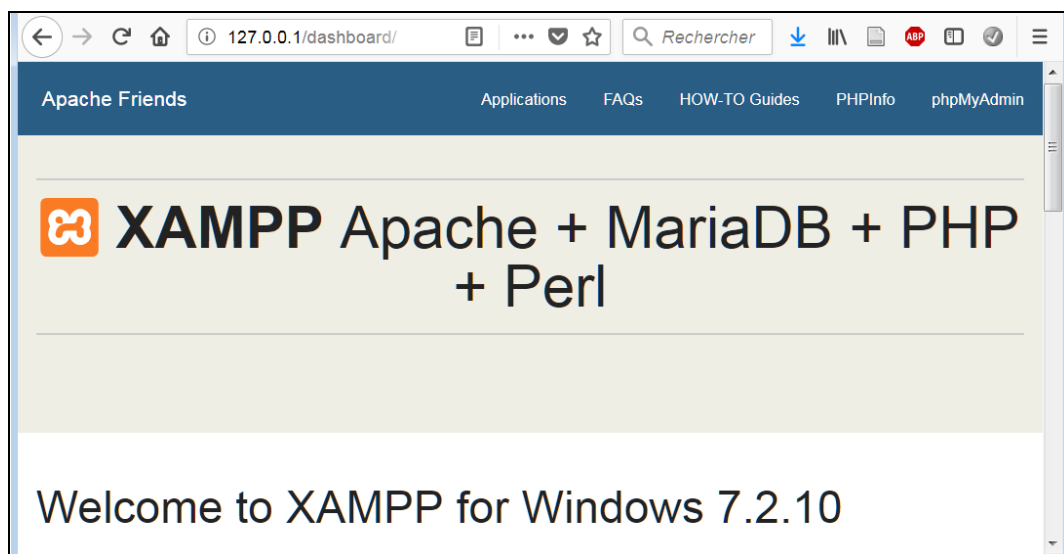 127.0.0.1/dashboard/ Rechercher ABP
Apache Friends Applications FAQs HOW-TO Guides PHPInfo phpMyAdmin
XAMPP Apache + MariaDB + PHP
+ Perl
Welcome to XAMPP for Windows 7.2.10